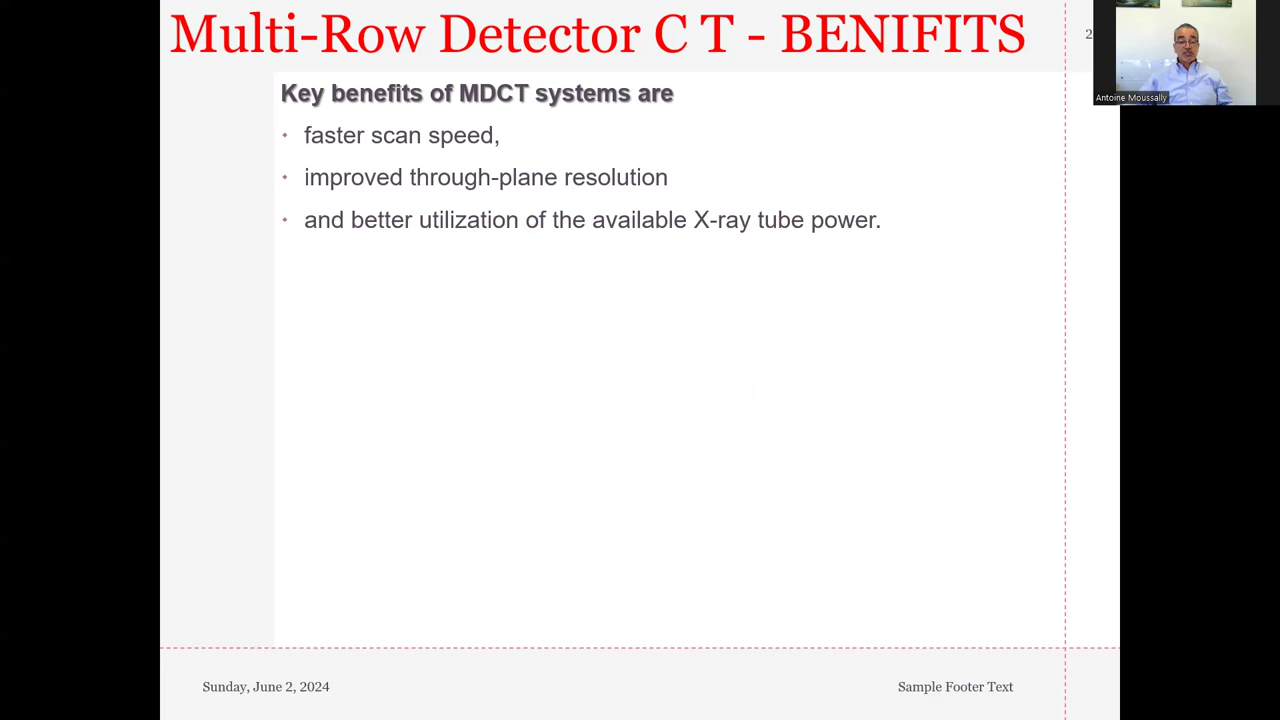 Multi-Row Detector C T - BENIFITS
2
Antoine Moussally
Key benefits of MDCT systems are
faster scan speed,
improved through-plane resolution
and better utilization of the available X-ray tube power.
Sunday, June 2, 2024
Sample Footer Text